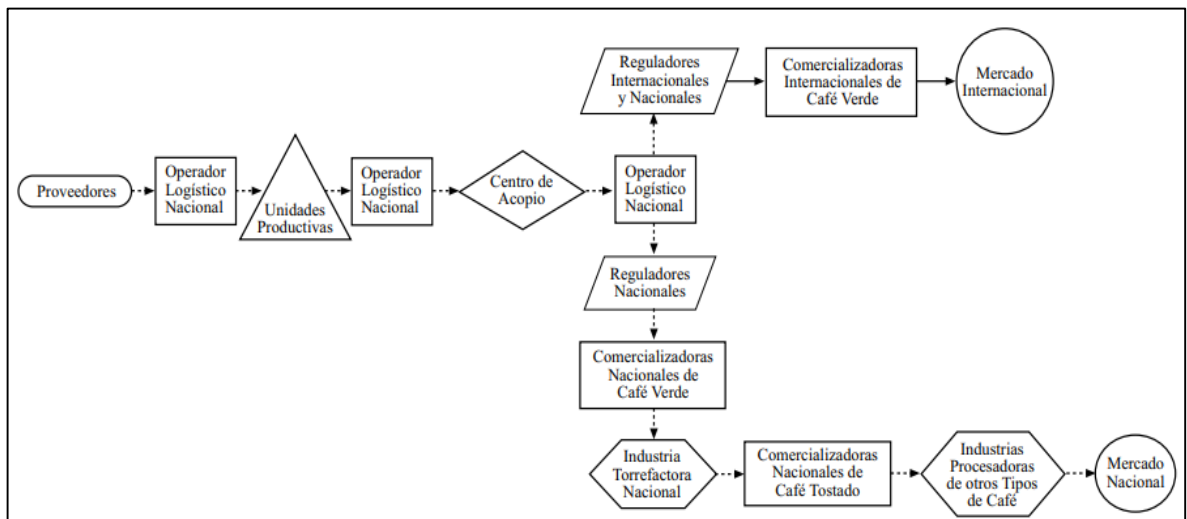 Proveedores
Operador
Logístico
Nacional
Unidades
Productivas
Operador
Logístico
Nacional
Centro de
Acopio
Operador
Logístico
Nacional
Reguladores
Internacionales
y Nacionales
Comercializadoras
Internacionales de
Café Verde
Mercado
Internacional
Reguladores
Nacionales
Comercializadoras
Nacionales de
Café Verde
Industria
Torrefactora
Nacional
Comercializadoras
Nacionales de
Café Tostado
Industrias
Procesadoras
de otros Tipos
de Café
Mercado
Nacional